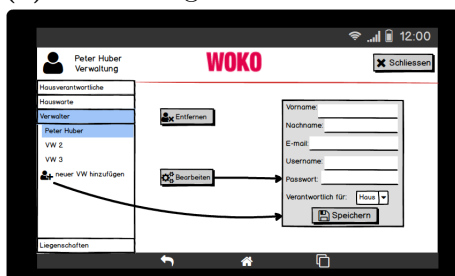 12:00
Peter Huber
Verwaltung
WOKO
Schliessen
Hausverantwortliche
Hauswarte
Verwalter
Peter Huber
VW 2
VW 3
neuer VW hinzufügen
Liegenschaften
Entfernen
Bearbeiten
Vorname:
Nachname:
E-mail:
Username:
Passwort:
Verantwortlich für: Haus
Speichern